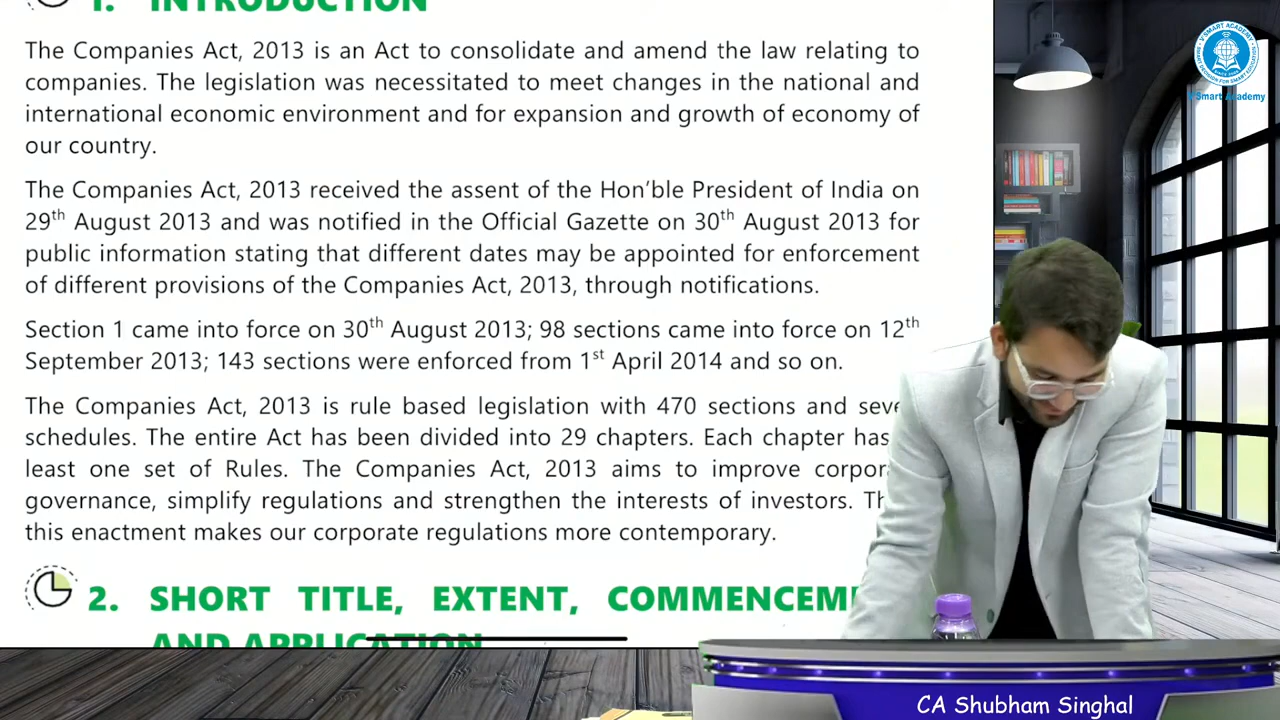 1. INTRODUCTION
The Companies Act, 2013 is an Act to consolidate and amend the law relating to
companies. The legislation was necessitated to meet changes in the national and
international economic environment and for expansion and growth of economy of
our country.
The Companies Act, 2013 received the assent of the Hon’ble President of India on
29th August 2013 and was notified in the Official Gazette on 30th August 2013 for
public information stating that different dates may be appointed for enforcement
of different provisions of the Companies Act, 2013, through notifications.
Section 1 came into force on 30th August 2013; 98 sections came into force on 12th
September 2013; 143 sections were enforced from 1st April 2014 and so on.
The Companies Act, 2013 is rule based legislation with 470 sections and seve
schedules. The entire Act has been divided into 29 chapters. Each chapter has
least one set of Rules. The Companies Act, 2013 aims to improve corpora
governance, simplify regulations and strengthen the interests of investors. Th
this enactment makes our corporate regulations more contemporary.
2. SHORT TITLE, EXTENT, COMMENCEM
AND APPLICATION
V SMART ACADEMY
VSmart Academy
CA Shubham Singhal